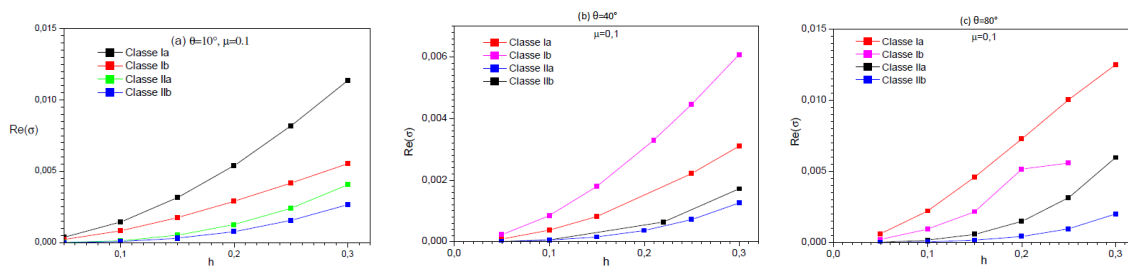 (a) θ=10°, μ=0.1
Classe Ia
Classe Ib
Classe IIa
Classe IIb
Re(σ)
0,015
0,010
0,005
0,000
0,1
0,2
0,3
h
(b) θ=40°
μ=0,1
Classe Ia
Classe Ib
Classe IIa
Classe IIb
Re(σ)
0,006
0,004
0,002
0,000
0,0
0,1
0,2
0,3
h
(c) θ=80°
μ=0,1
Classe Ia
Classe Ib
Classe IIa
Classe IIb
Re(σ)
0,015
0,010
0,005
0,000
0,0
0,1
0,2
0,3
h